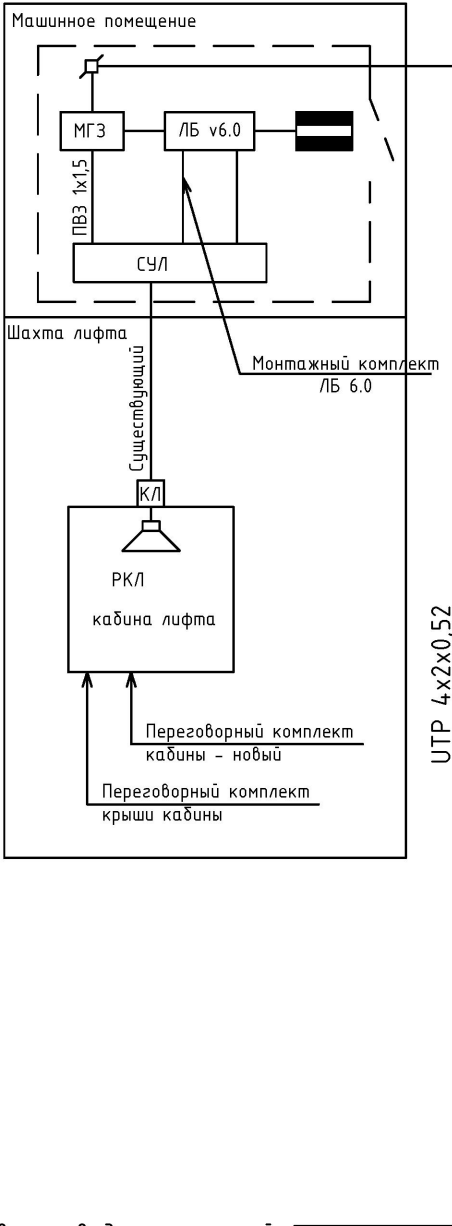 Машинное помещение
МГЗ
ЛБ v6.0
ПВЗ 1х1,5
СУЛ
Шахта лифта
Существующий
Монтажный комплект
ЛБ 6.0
КЛ
РКЛ
кабина лифта
UTP 4x2x0,52
Переговорный комплект
кабины - новый
Переговорный комплект
крыши кабины